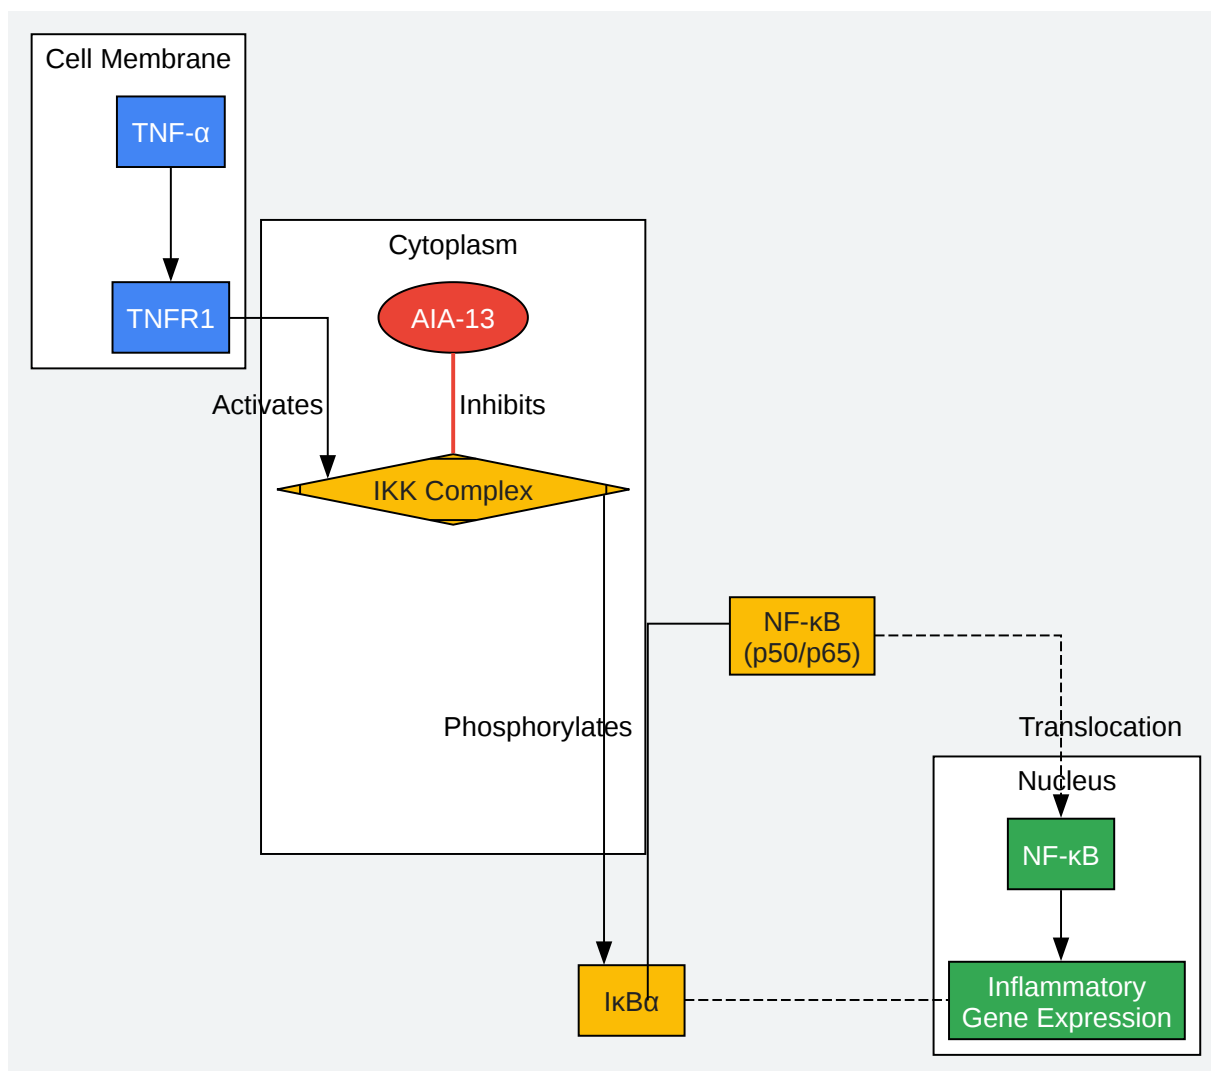 Cell Membrane
TNF-α
TNFR1
Cytoplasm
AIA-13
Activates
Inhibits
IKK Complex
NF-κB
(p50/p65)
Phosphorylates
Translocation
Nucleus
NF-κB
IκBα
Inflammatory
Gene Expression